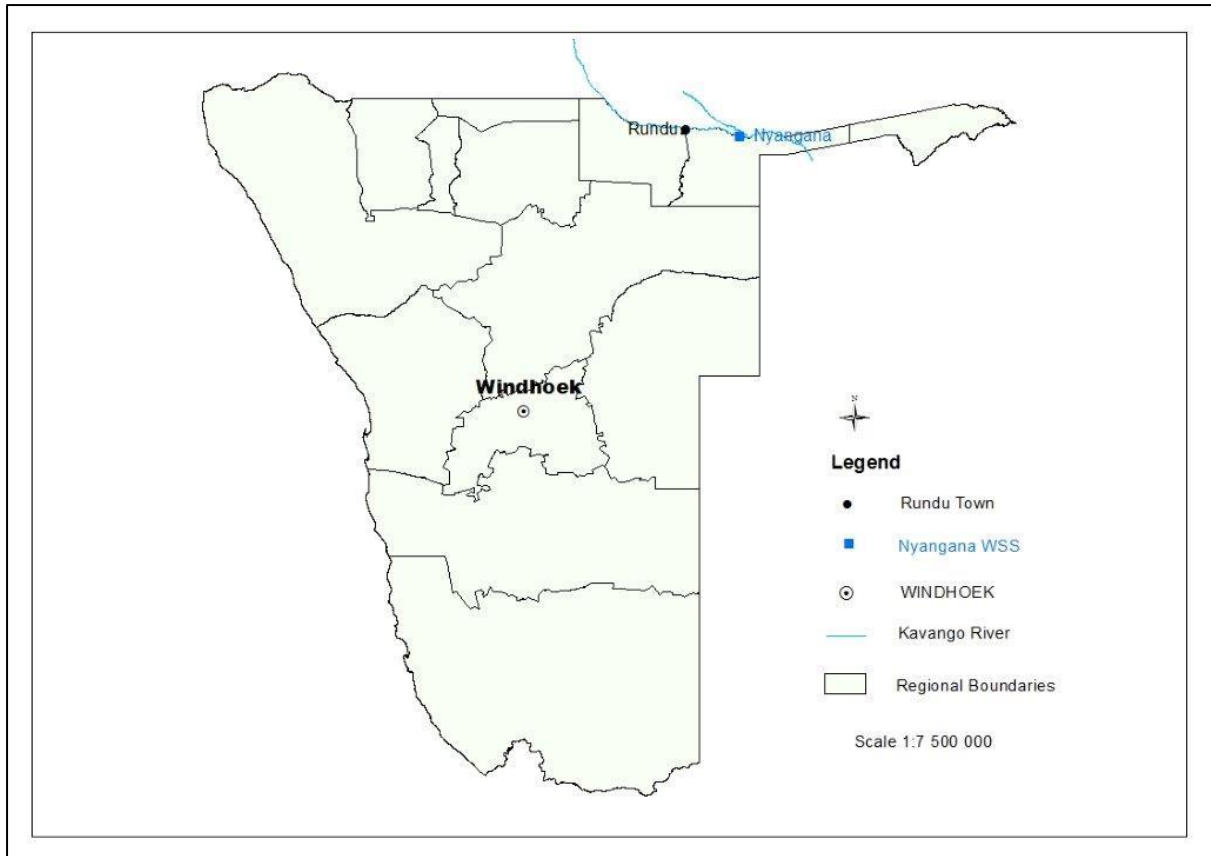 Rundu
Nyangana
Windhoek
N
Legend
Rundu Town
Nyangana WSS
WINDHOEK
Kavango River
Regional Boundaries
Scale 1:7 500 000